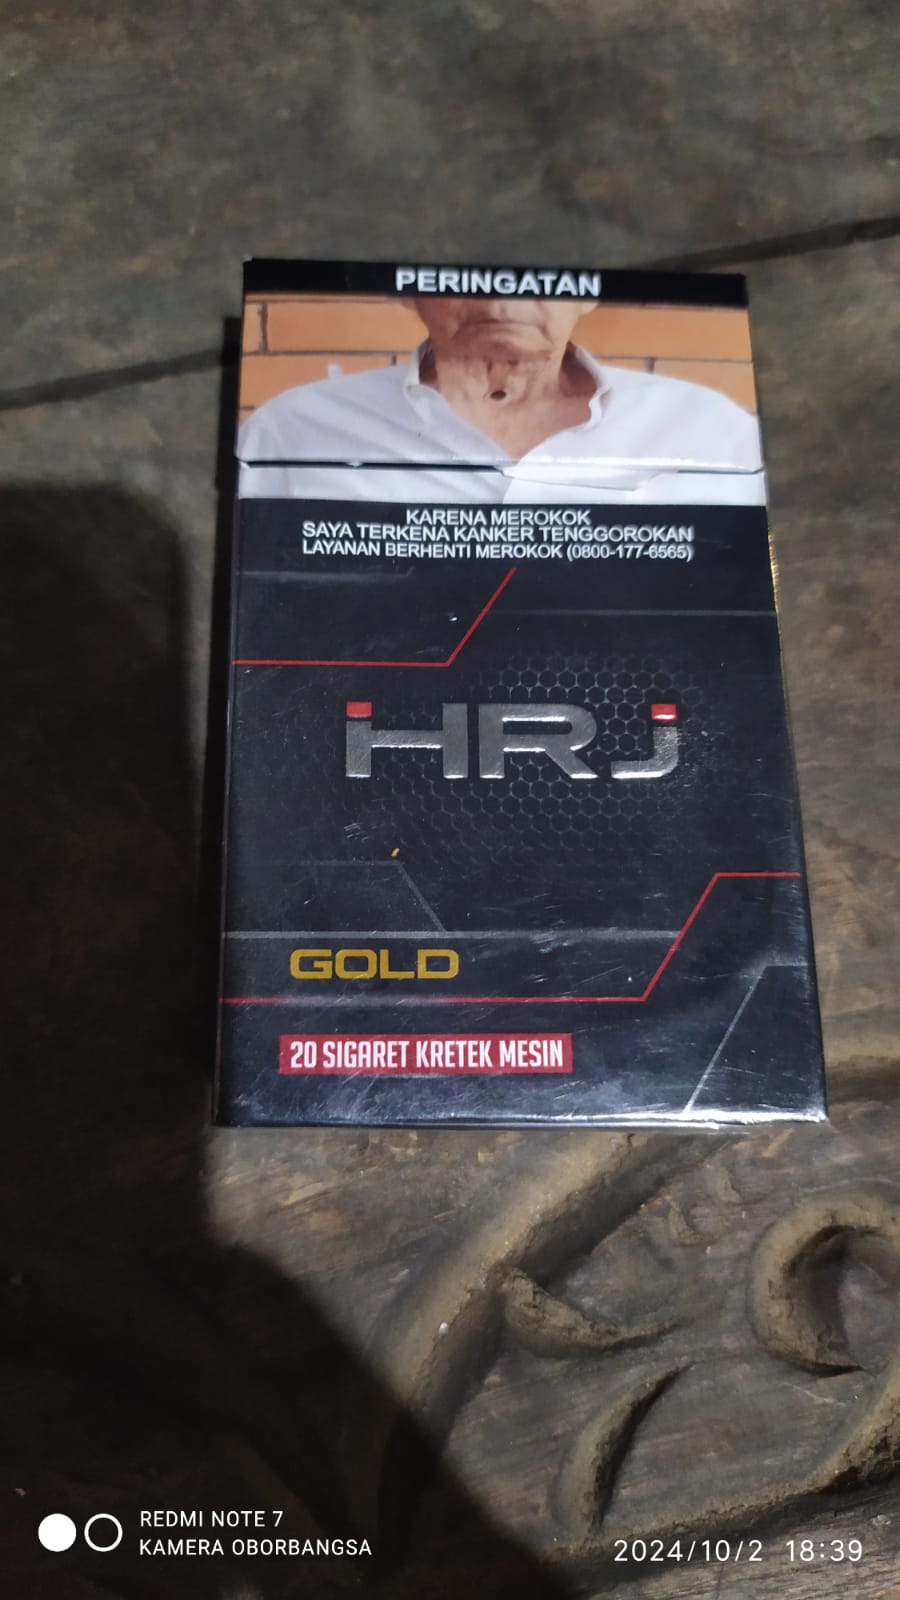 PERINGATAN
KARENA MEROKOK
SAYA TERKENA KANKER TENGGOROKAN
LAYANAN BERHENTI MEROKOK (0800-177-6565)
HRJ
GOLD
20 SIGARET KRETEK MESIN
REDMI NOTE 7
KAMERA OBORBANGSA
2024/10/2 18:39